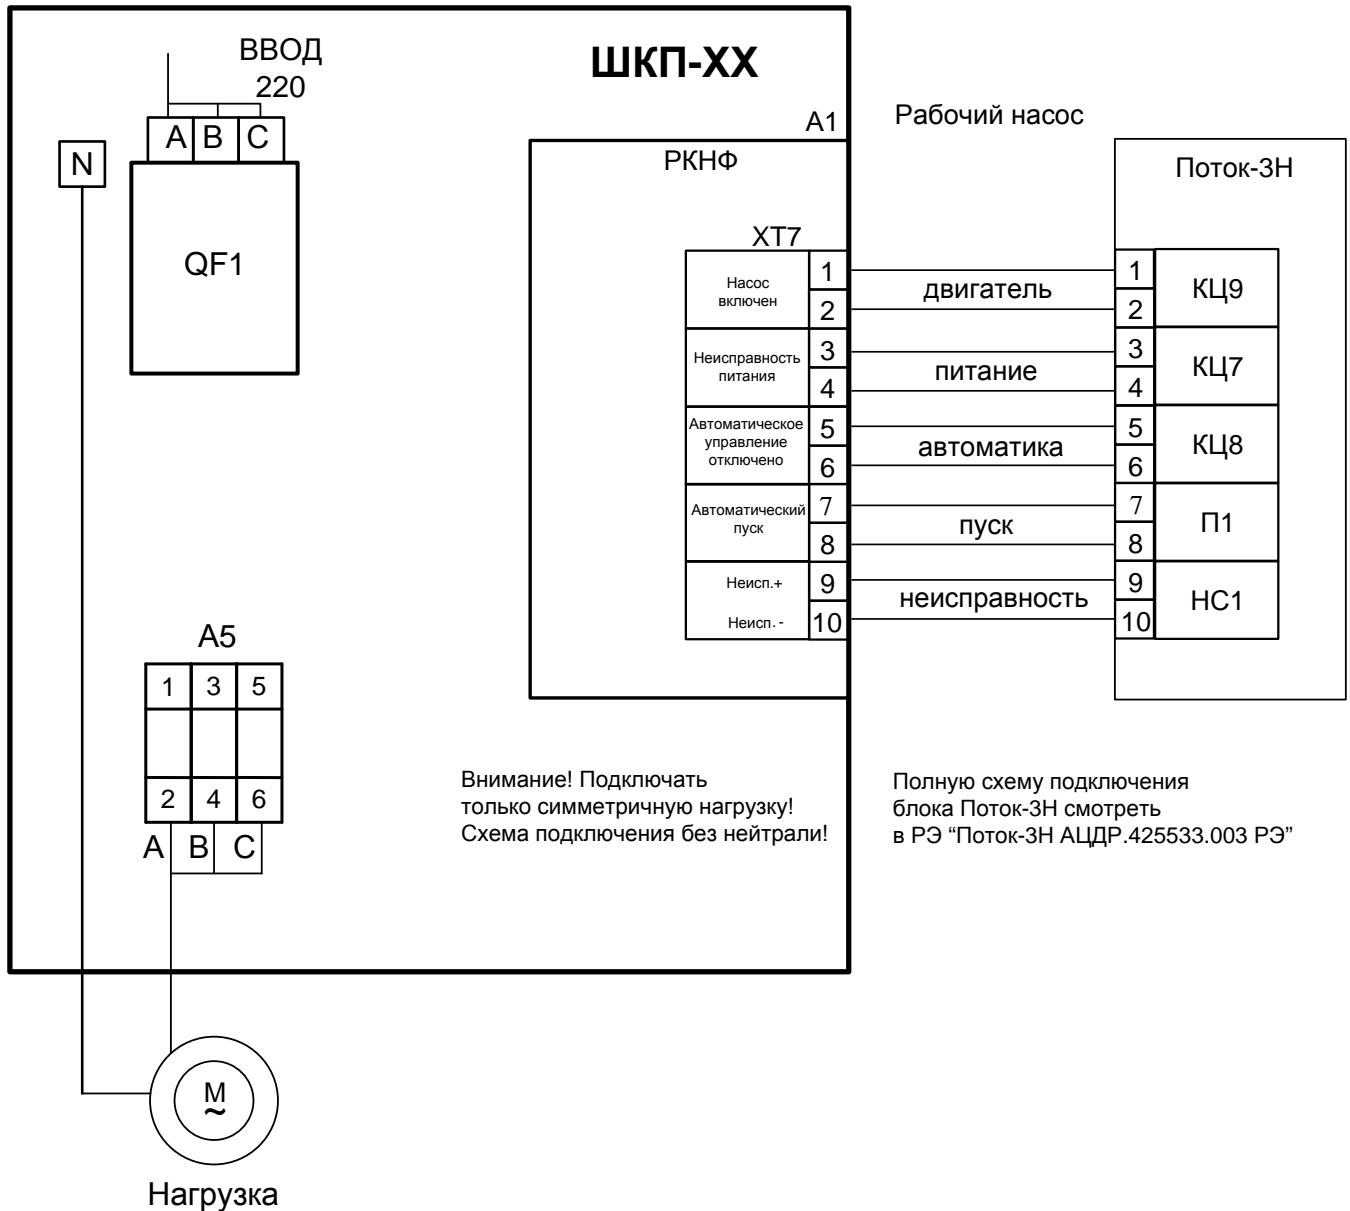 ВВОД
220
ШКП-ХХ
N
A B C
QF1
A1
РКНФ
XT7
Насос
включен
1
2
Неисправность
питания
3
4
Автоматическое
управление
отключено
5
6
Автоматический
пуск
7
8
Неисп.+
9
Неисп.-
10
Рабочий насос
двигатель
питание
автоматика
пуск
неисправность
Поток-3Н
1
2
КЦ9
3
4
КЦ7
5
6
КЦ8
7
8
П1
9
10
НС1
A5
1 3 5
2 4 6
A B C
Внимание! Подключать
только симметричную нагрузку!
Схема подключения без нейтрали!
Полную схему подключения
блока Поток-3Н смотреть
в РЭ “Поток-3Н АЦДР.425533.003 РЭ”
M
~
Нагрузка